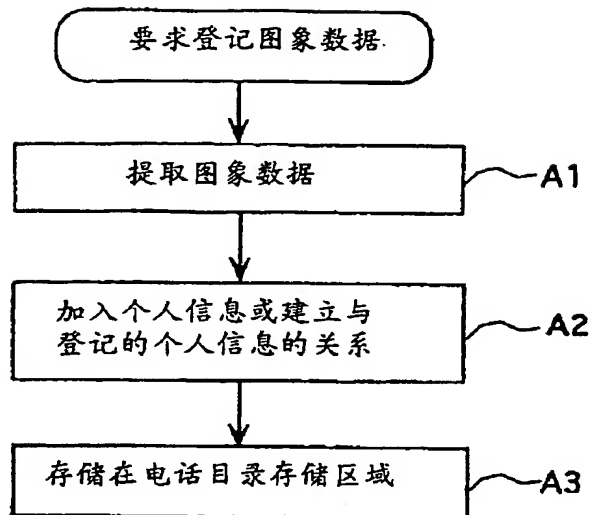 要求登记图象数据
提取图象数据
A1
加入个人信息或建立与
登记的个人信息的关系
A2
存储在电话目录存储区域
A3